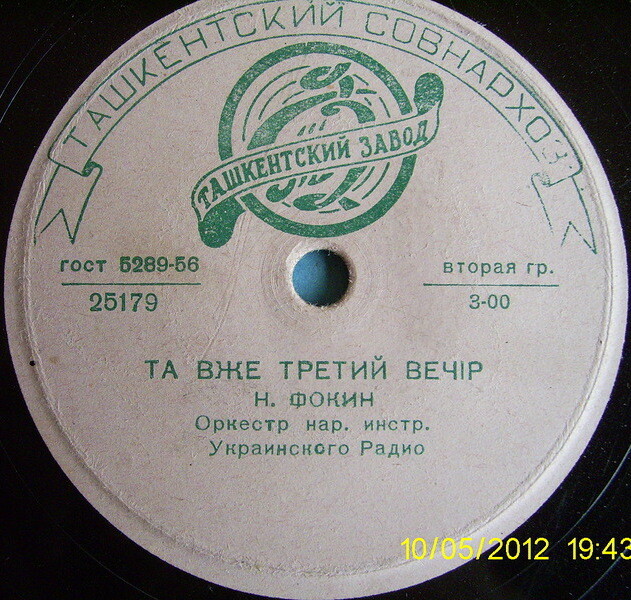 ТАШКЕНТСКИЙ СОВНАРХОЗ
ТАШКЕНТСКИЙ ЗАВОД
гост 5289-56
25179
вторая гр.
3-00
ТА ВЖЕ ТРЕТИЙ ВЕЧІР
Н. ФОКИН
Оркестр нар. инстр.
Украинского Радио
10/05/2012 19:43